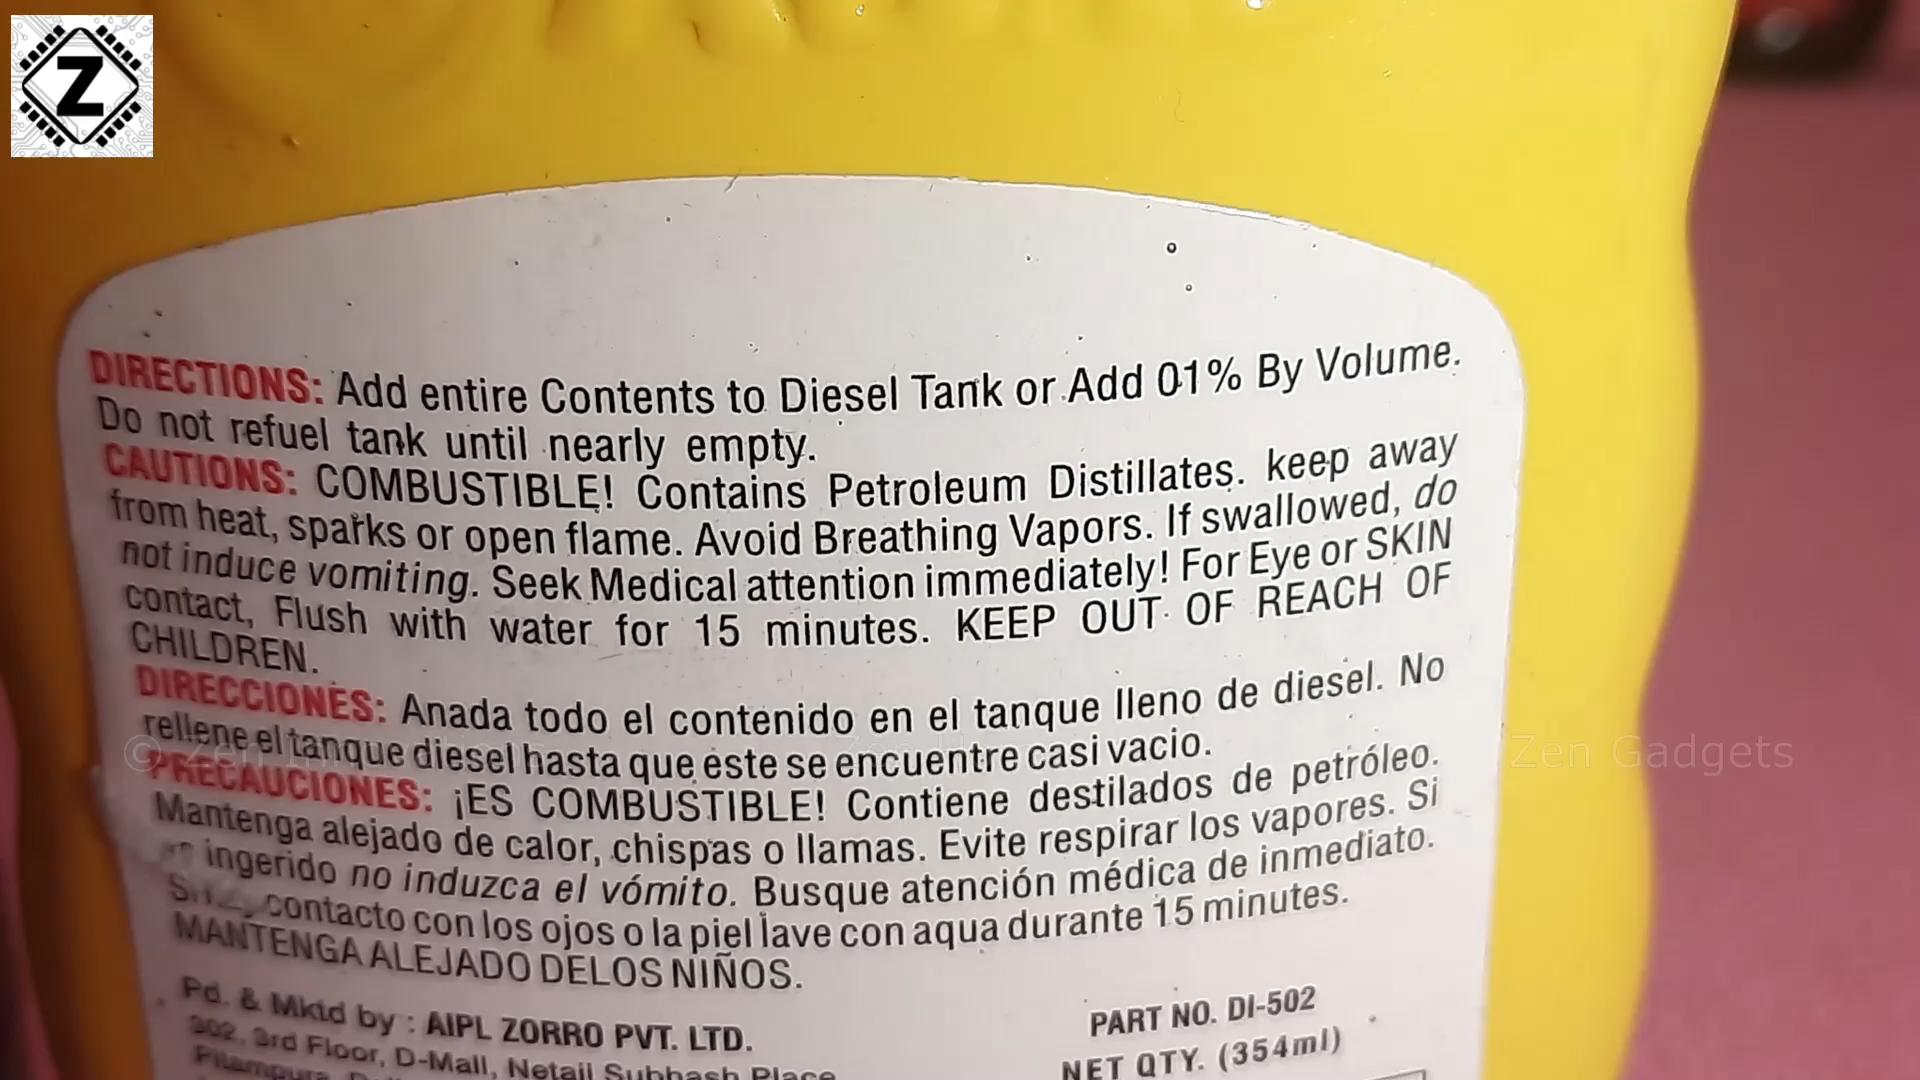 Z
DIRECTIONS: Add entire Contents to Diesel Tank or Add 01% By Volume.
Do not refuel tank until nearly empty.
CAUTIONS: COMBUSTIBLE! Contains Petroleum Distillates. keep away
from heat, sparks or open flame. Avoid Breathing Vapors. If swallowed, do
not induce vomiting. Seek Medical attention immediately! For Eye or SKIN
contact, Flush with water for 15 minutes. KEEP OUT OF REACH OF
CHILDREN.
DIRECCIONES: Anada todo el contenido en el tanque lleno de diesel. No
rellene el tanque diesel hasta que este se encuentre casi vacio.
PRECAUCIONES: ¡ES COMBUSTIBLE! Contiene destilados de petróleo.
Mantenga alejado de calor, chispas o llamas. Evite respirar los vapores. Si
ingerido no induzca el vómito. Busque atención médica de inmediato.
contacto con los ojos o la piel lave con aqua durante 15 minutes.
MANTENGA ALEJADO DELOS NIÑOS.
Pd. & Mktd by : AIPL ZORRO PVT. LTD.
302, 3rd Floor, D-Mall, Netail Subhash Place
Pitampura,
PART NO. DI-502
NET QTY. (354ml)
© Zen
Zen Gadgets